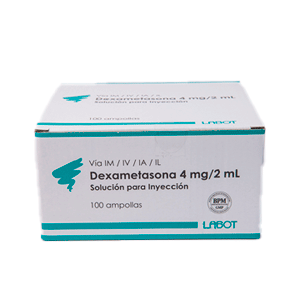 Vía IM / IV / IA / IL
Dexametasona 4 mg/2 mL
Solución para Inyección
100 ampollas
LABOT
Vía IM / IV / IA / IL
Dexametasona 4 mg/2 mL
Solución para Inyección
100 ampollas
BPM
GMP
LABOT